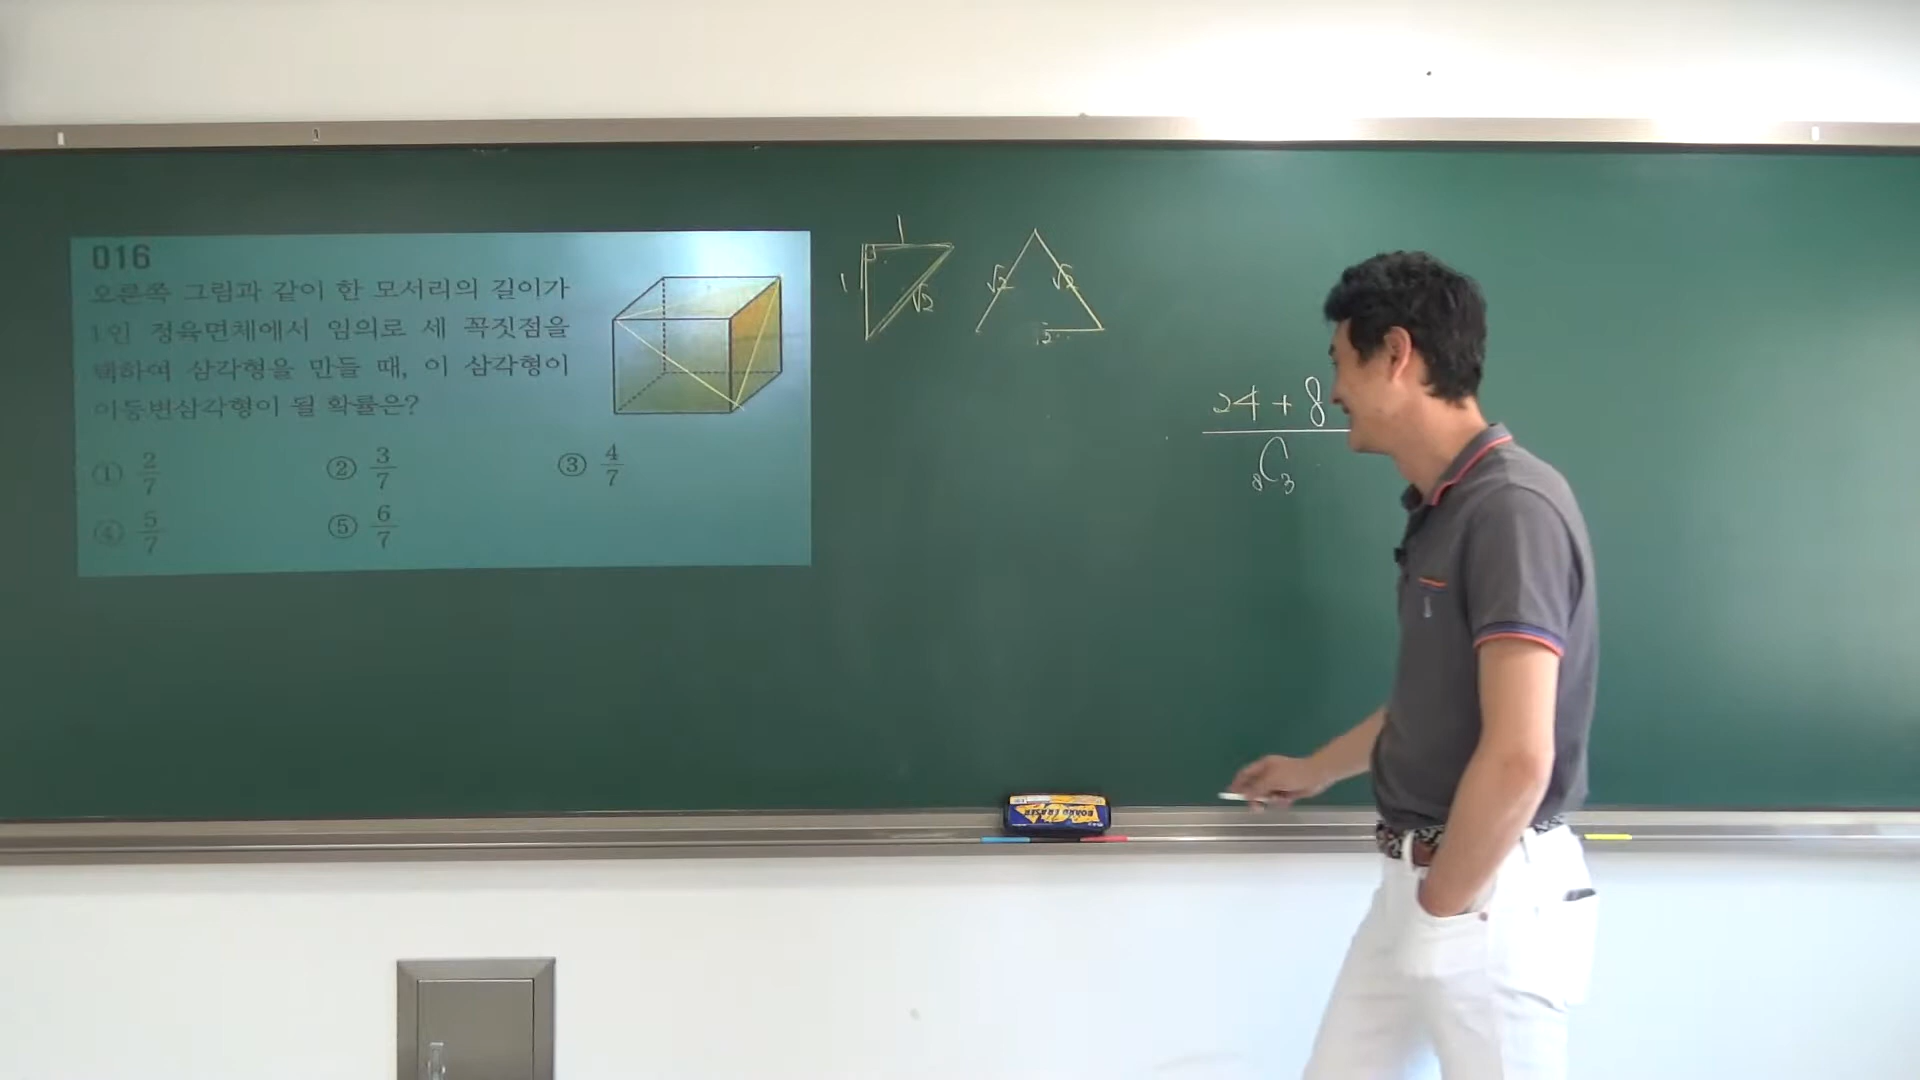 016
오른쪽 그림과 같이 한 모서리의 길이가
1인 정육면체에서 임의로 세 꼭짓점을
택하여 삼각형을 만들 때, 이 삼각형이
이등변삼각형이 될 확률은?
① 2/7 ② 3/7 ③ 4/7
④ 5/7 ⑤ 6/7
1
1
√2
√2 √2
24 + 8
8C3
BOARD ERASER